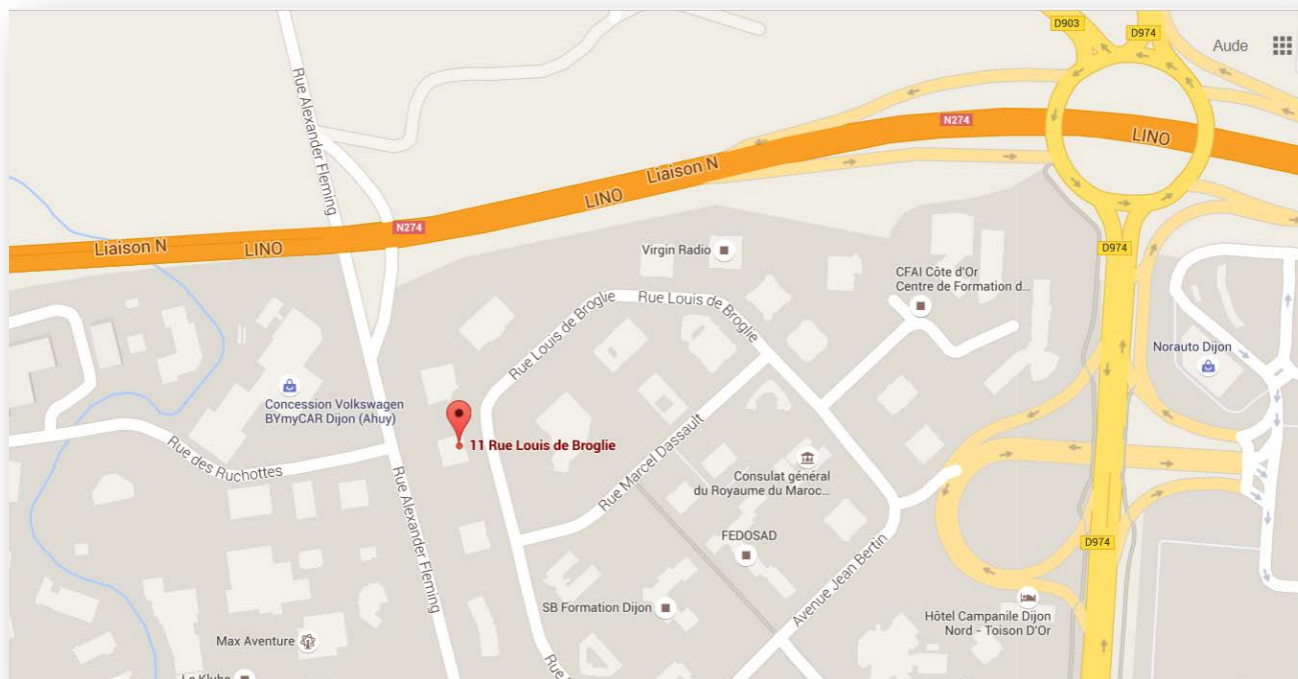 D903
D974
Aude
Rue Alexander Fleming
N274
LINO
Liaison N
LINO
N274
Liaison N
LINO
D974
Virgin Radio
CFAI Côte d'Or
Centre de Formation d...
Rue Louis de Broglie
Rue Louis de Broglie
Norauto Dijon
Concession Volkswagen
BYmyCAR Dijon (Ahuy)
11 Rue Louis de Broglie
Rue des Ruchottes
Rue Marcel Dassault
Consulat général
du Royaume du Maroc...
Rue Alexander Fleming
FEDOSAD
D974
Avenue Jean Bertin
SB Formation Dijon
Hôtel Campanile Dijon
Nord - Toison D'Or
Max Aventure
Rue